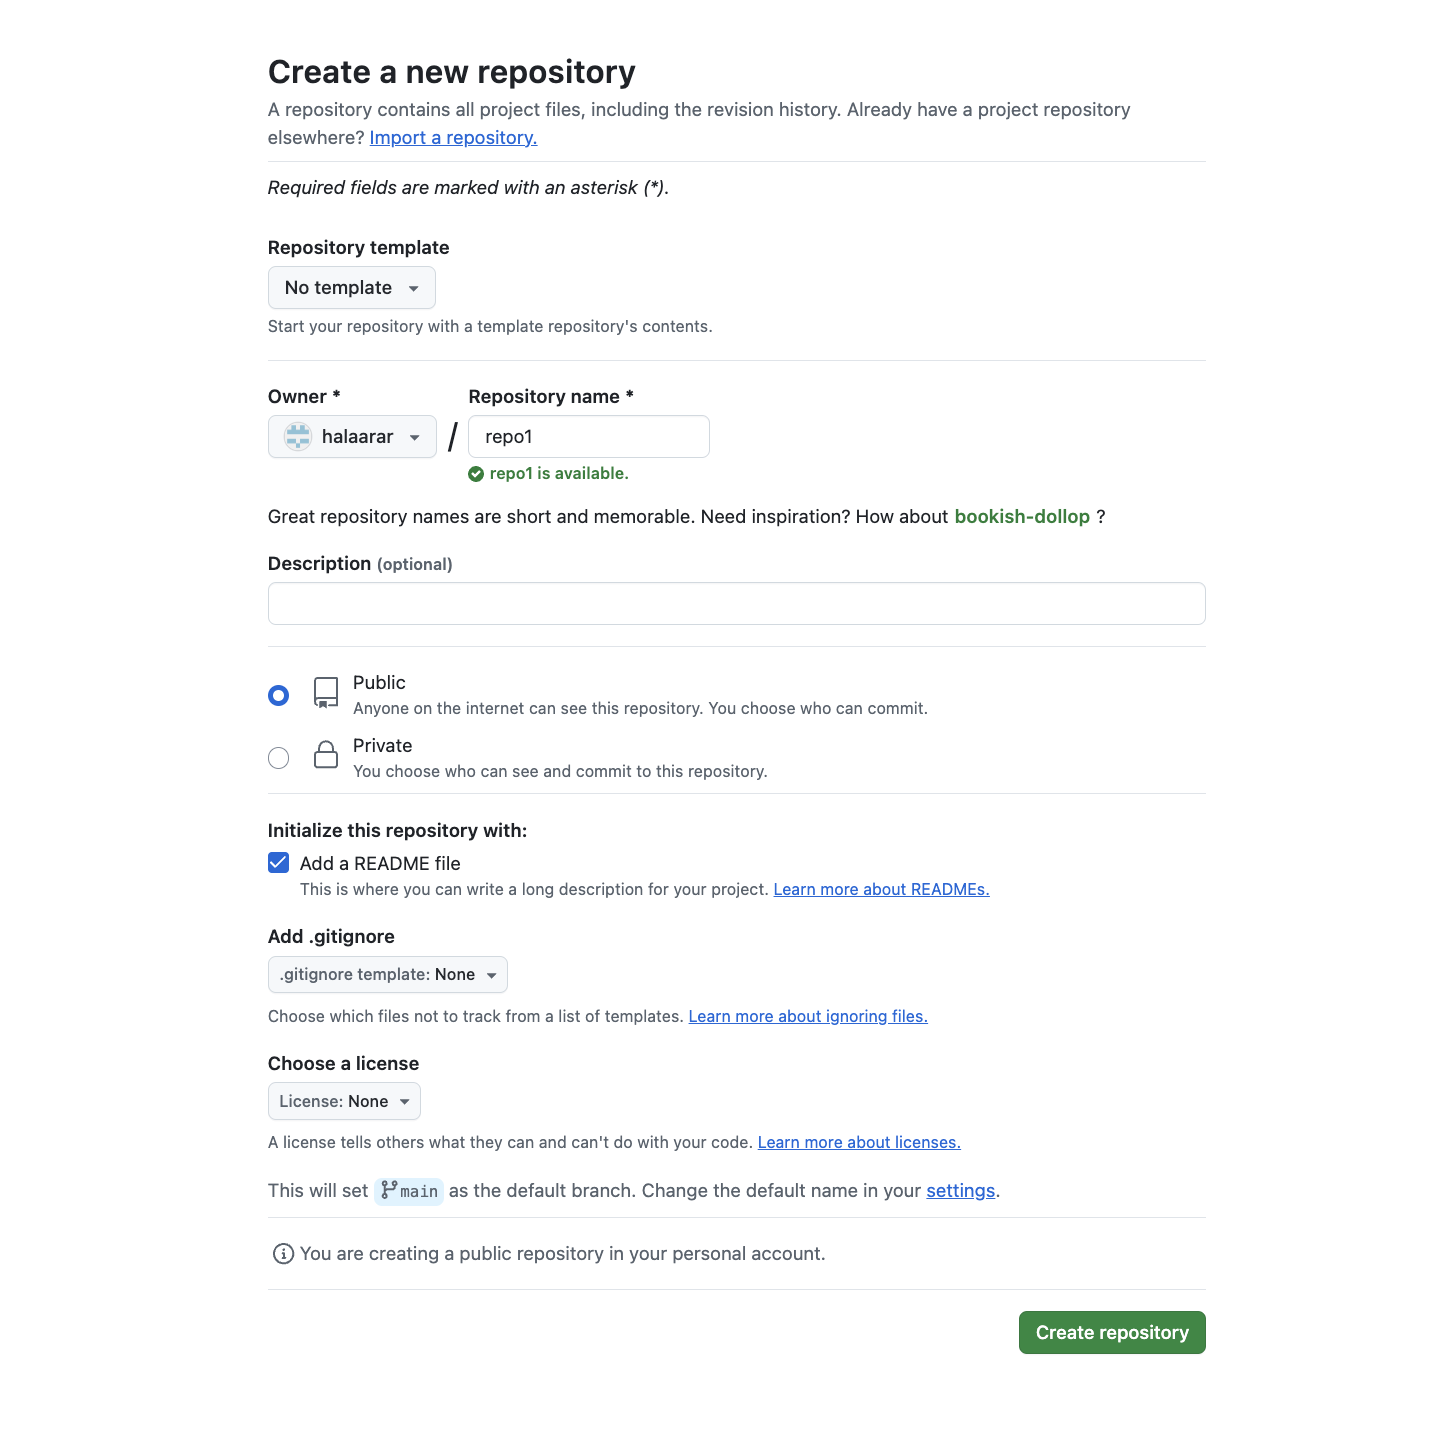 Create a new repository
A repository contains all project files, including the revision history. Already have a project repository
elsewhere? Import a repository.
Required fields are marked with an asterisk (*).
Repository template
No template
Start your repository with a template repository's contents.
Owner * Repository name *
halaarar / repo1
repo1 is available.
Great repository names are short and memorable. Need inspiration? How about bookish-dollop ?
Description (optional)
Public
Anyone on the internet can see this repository. You choose who can commit.
Private
You choose who can see and commit to this repository.
Initialize this repository with:
Add a README file
This is where you can write a long description for your project. Learn more about READMEs.
Add .gitignore
.gitignore template: None
Choose which files not to track from a list of templates. Learn more about ignoring files.
Choose a license
License: None
A license tells others what they can and can't do with your code. Learn more about licenses.
This will set main as the default branch. Change the default name in your settings.
You are creating a public repository in your personal account.
Create repository